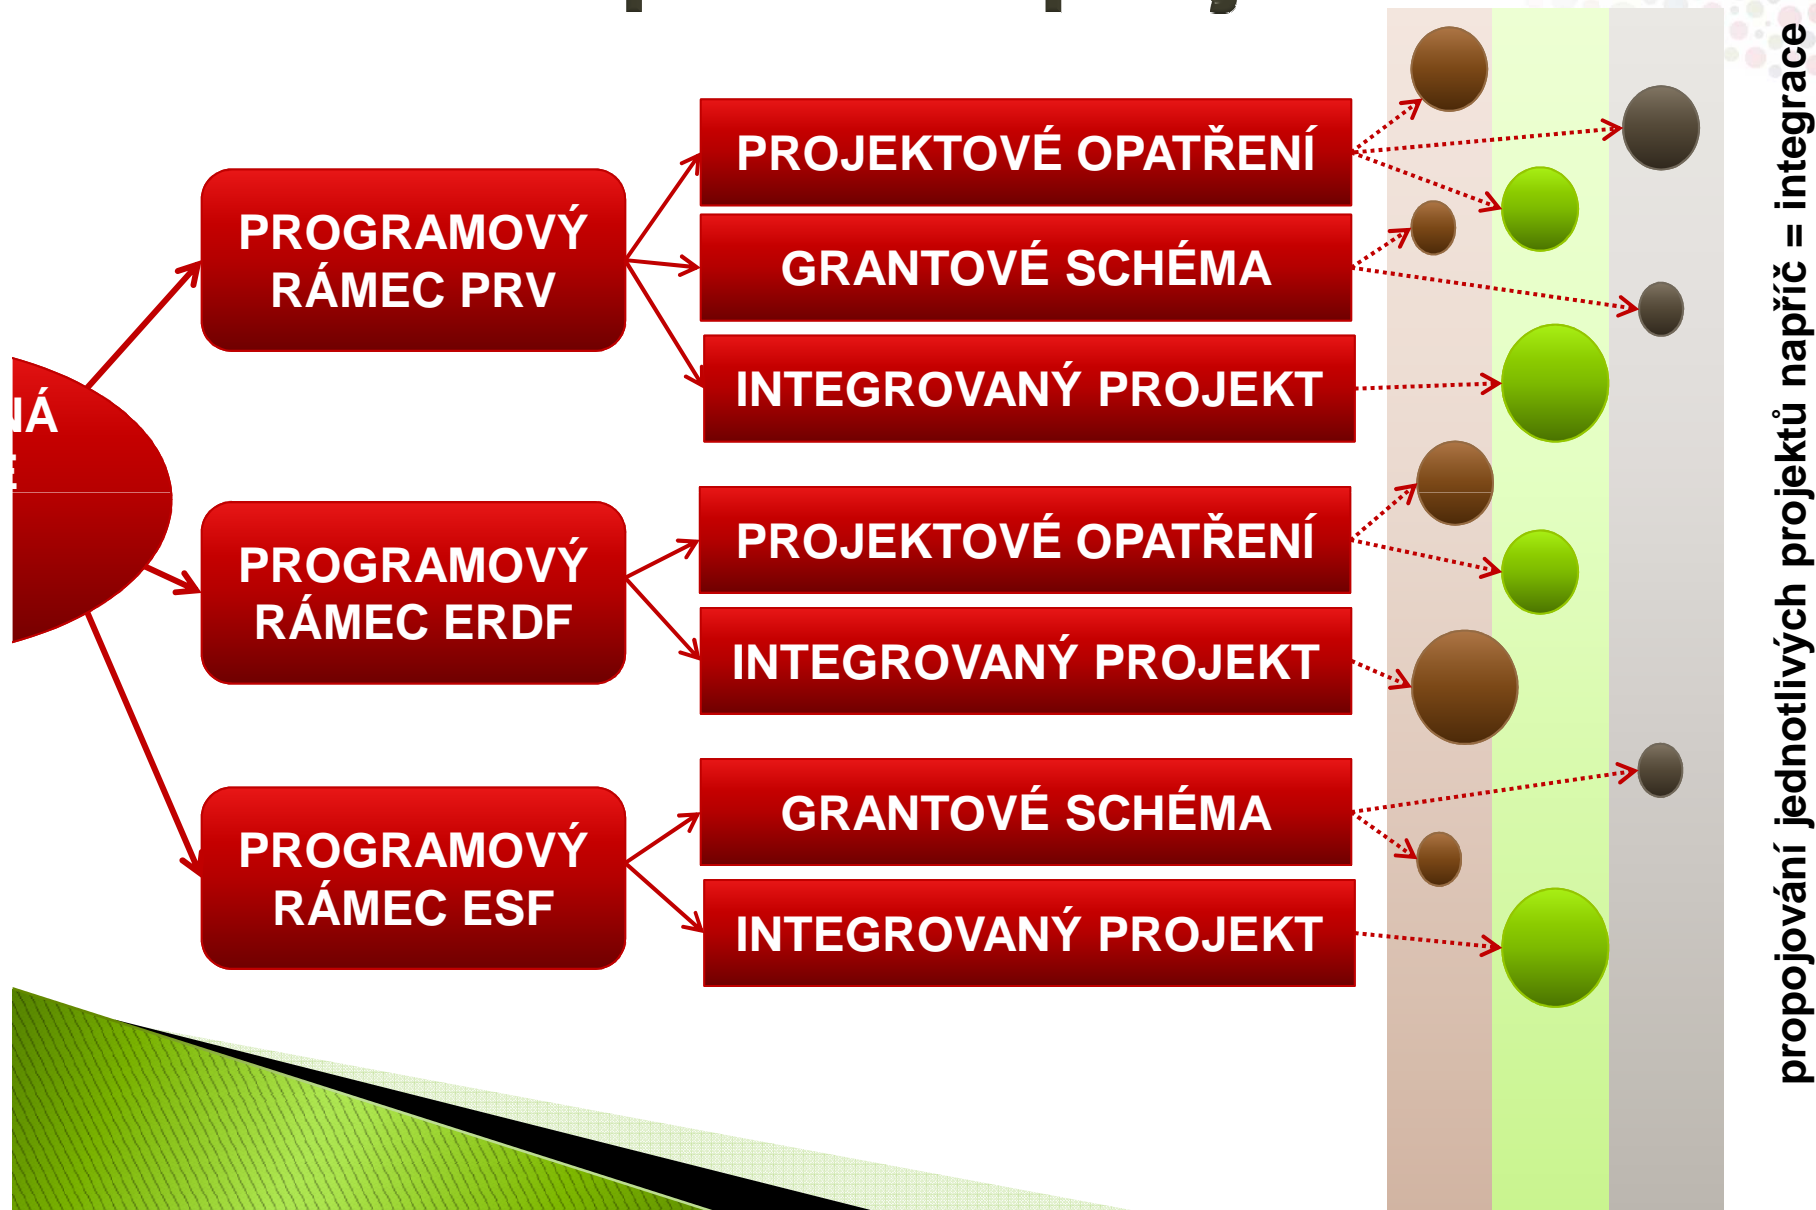 PROGRAMOVÝ
RÁMEC PRV
PROJEKTOVÉ OPATŘENÍ
GRANTOVÉ SCHÉMA
INTEGROVANÝ PROJEKT
PROGRAMOVÝ
RÁMEC ERDF
PROJEKTOVÉ OPATŘENÍ
INTEGROVANÝ PROJEKT
PROGRAMOVÝ
RÁMEC ESF
GRANTOVÉ SCHÉMA
INTEGROVANÝ PROJEKT
propojování jednotlivých projektů napříč = integrace